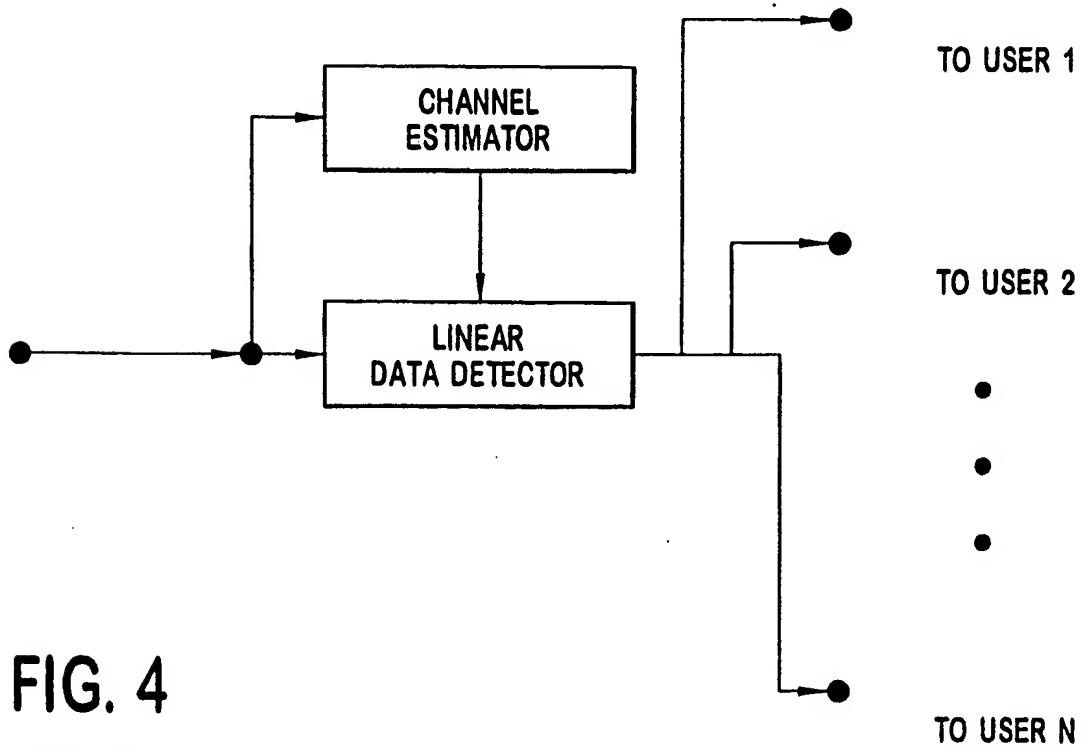 TO USER 1
CHANNEL
ESTIMATOR
TO USER 2
LINEAR
DATA DETECTOR
FIG. 4
TO USER N